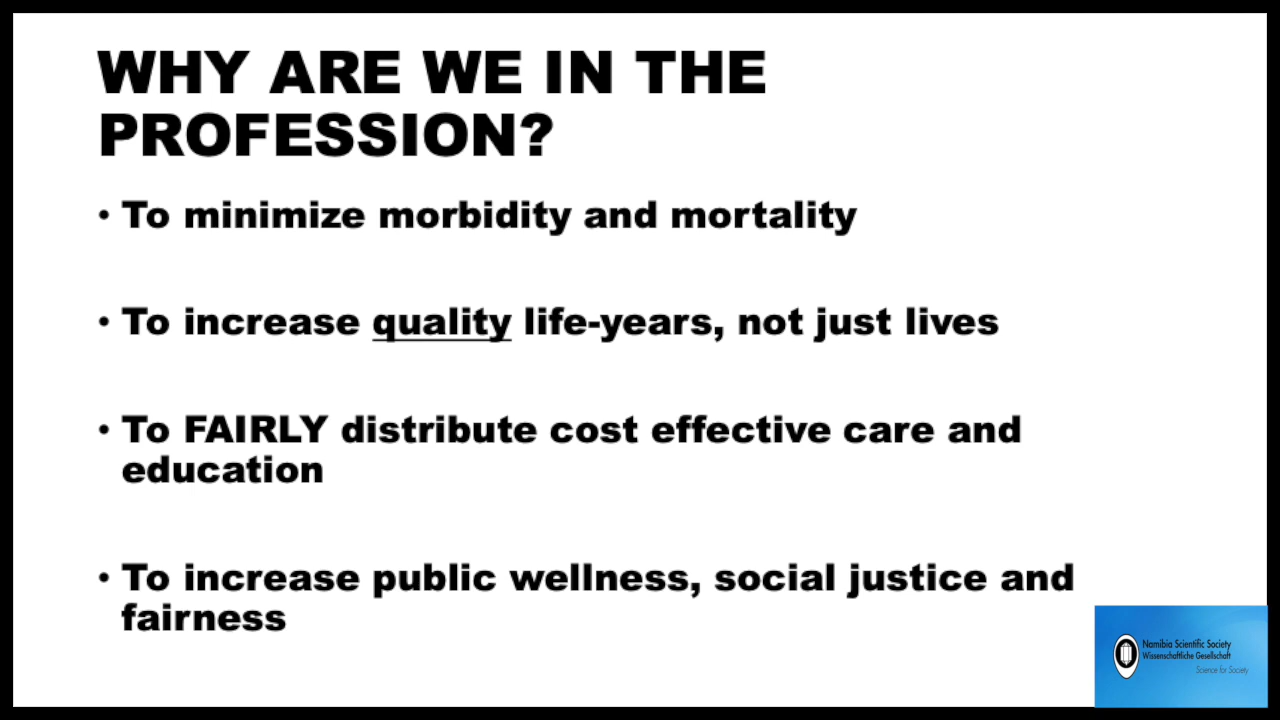 WHY ARE WE IN THE
PROFESSION?
• To minimize morbidity and mortality
• To increase quality life-years, not just lives
• To FAIRLY distribute cost effective care and
education
• To increase public wellness, social justice and
fairness
Namibia Scientific Society
Wissenschaftliche Gesellschaft
Science for Society